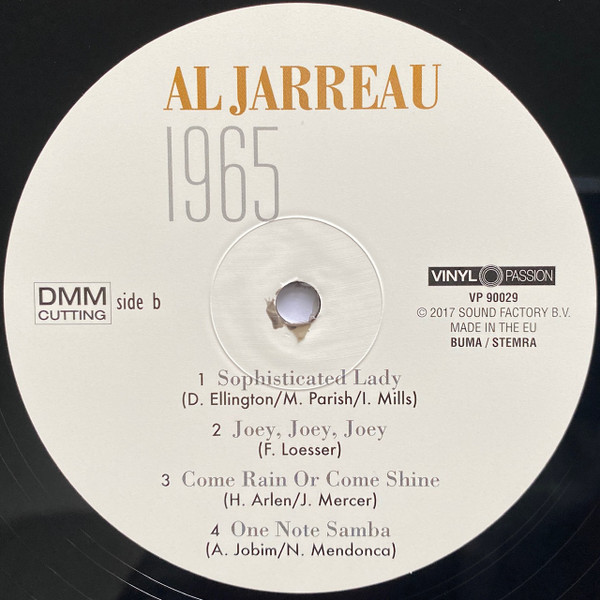 AL JARREAU
1965
DMM
CUTTING
side b
VINYL PASSION
VP 90029
© 2017 SOUND FACTORY B.V.
MADE IN THE EU
BUMA / STEMRA
1 Sophisticated Lady
(D. Ellington/M. Parish/I. Mills)
2 Joey, Joey, Joey
(F. Loesser)
3 Come Rain Or Come Shine
(H. Arlen/J. Mercer)
4 One Note Samba
(A. Jobim/N. Mendonca)